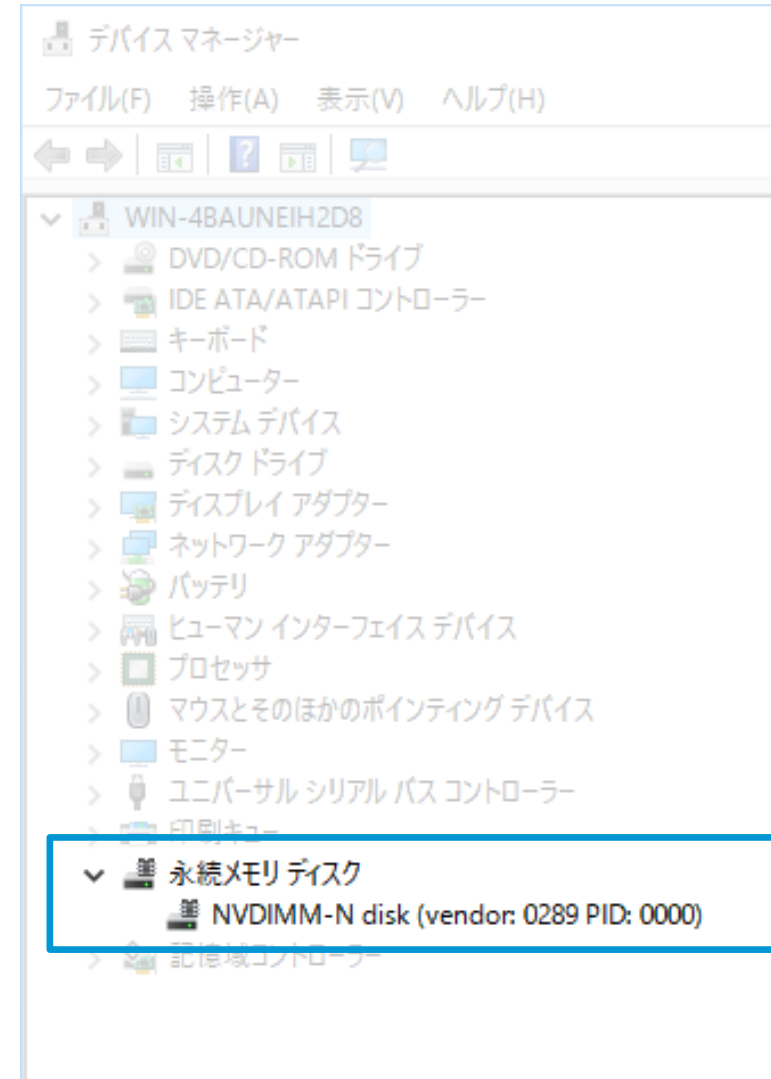 デバイス マネージャー
ファイル(F) 操作(A) 表示(V) ヘルプ(H)
WIN-4BAUNEIH2D8
DVD/CD-ROM ドライブ
IDE ATA/ATAPI コントローラー
キーボード
コンピューター
システム デバイス
ディスク ドライブ
ディスプレイ アダプター
ネットワーク アダプター
バッテリ
ヒューマン インターフェイス デバイス
プロセッサ
マウスとそのほかのポインティング デバイス
モニター
ユニバーサル シリアル バス コントローラー
印刷キュー
永続メモリ ディスク
NVDIMM-N disk (vendor: 0289 PID: 0000)
記憶域コントローラー